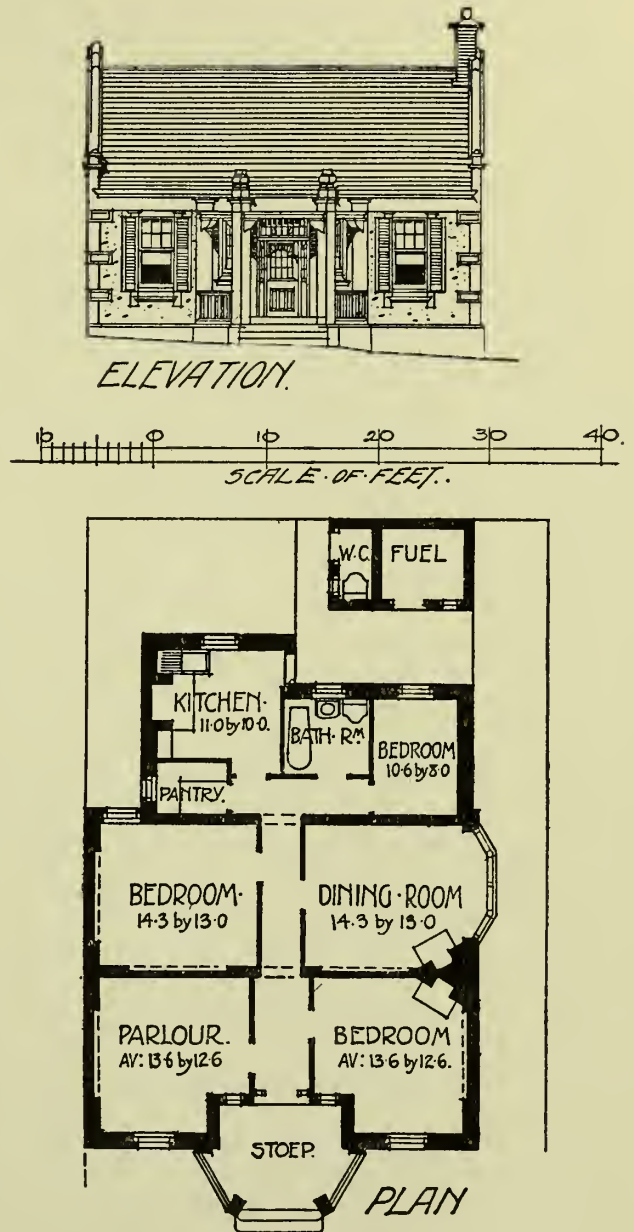 ELEVATION.
10 0 10 20 30 40.
SCALE·OF·FEET..
W.C. FUEL
KITCHEN·
11·0 by 10·0.
BATH·RM
BEDROOM
10·6 by 8·0
PANTRY.
BEDROOM·
14·3 by 13·0
DINING·ROOM
14·3 by 13·0
PARLOUR.
AV: 13·6 by 12·6
BEDROOM
AV: 13·6 by 12·6.
STOEP.
PLAN